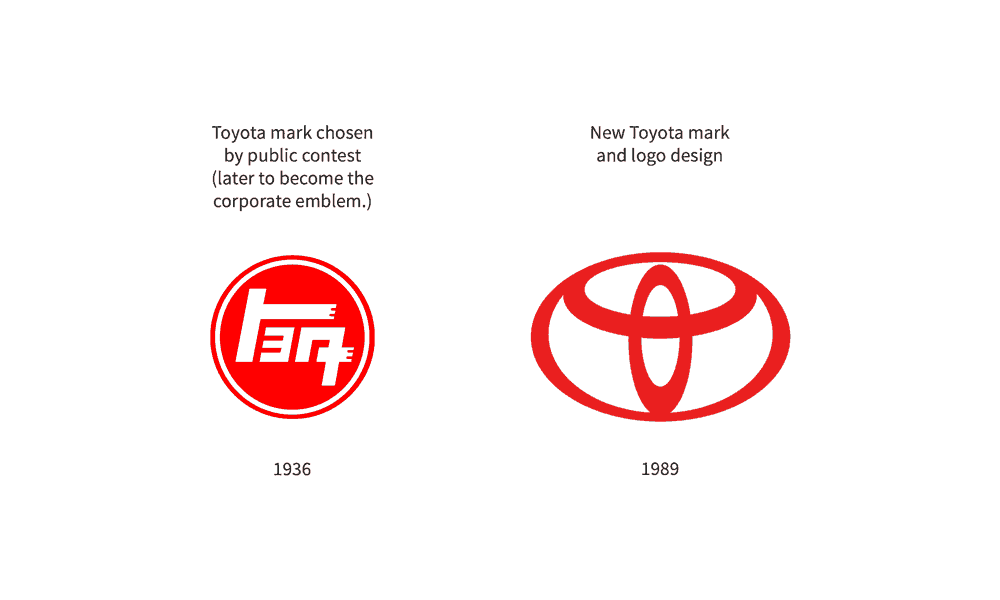 Toyota mark chosen
by public contest
(later to become the
corporate emblem.)
トヨタ
1936
New Toyota mark
and logo design
1989